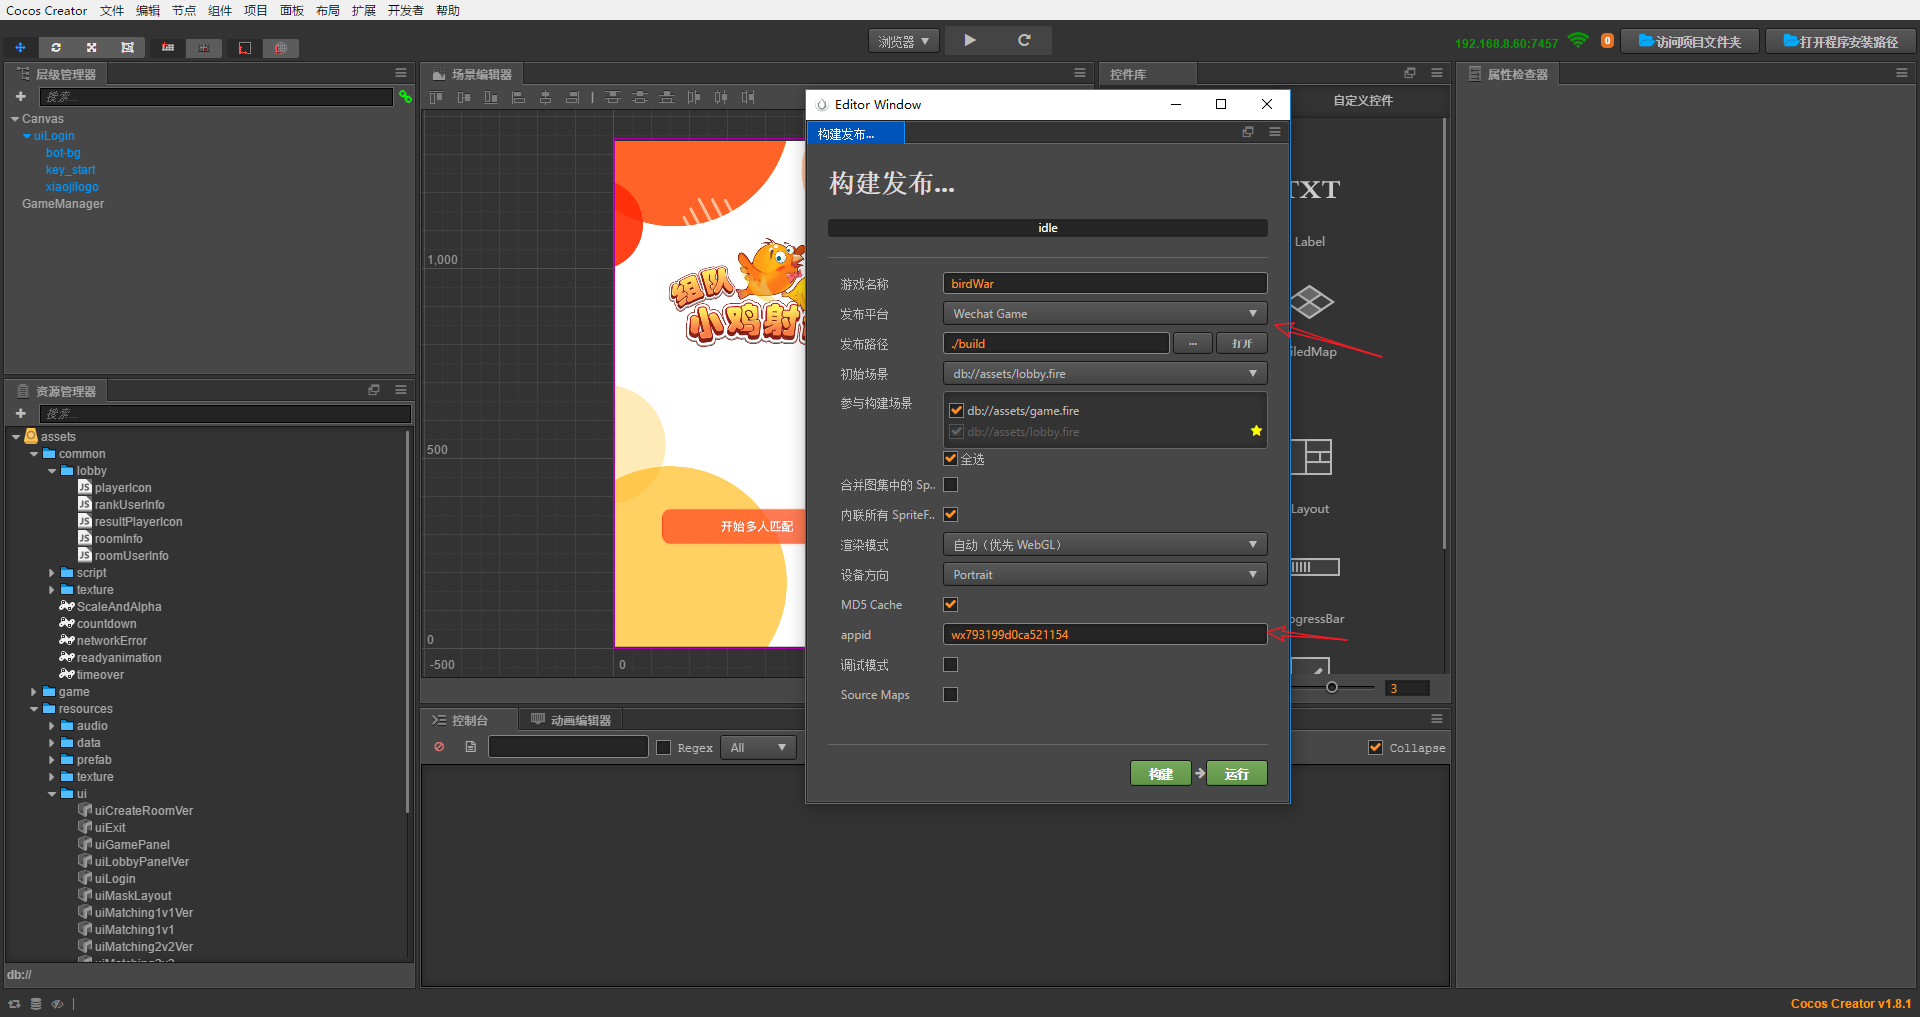 Cocos Creator 文件 编辑 节点 组件 项目 面板 布局 扩展 开发者 帮助
浏览器
192.168.8.60:7457
0
访问项目文件夹
打开程序安装路径
层级管理器
搜索...
Canvas
uiLogin
bot-bg
key_start
xiaojilogo
GameManager
资源管理器
搜索...
assets
common
lobby
playerIcon
rankUserInfo
resultPlayerIcon
roomInfo
roomUserInfo
script
texture
ScaleAndAlpha
countdown
networkError
readyanimation
timeover
game
resources
audio
data
prefab
texture
ui
uiCreateRoomVer
uiExit
uiGamePanel
uiLobbyPanelVer
uiLogin
uiMaskLayout
uiMatching1v1Ver
uiMatching1v1
uiMatching2v2Ver
db://
场景编辑器
1,000
500
0
-500
0
组队
小鸡射
开始多人匹配
控制台
动画编辑器
Regex
All
Collapse
Editor Window
构建发布...
构建发布...
idle
游戏名称 birdWar
发布平台 Wechat Game
发布路径 ./build ... 打开
初始场景 db://assets/lobby.fire
参与构建场景 db://assets/game.fire
db://assets/lobby.fire
全选
合并图集中的 Sp..
内联所有 SpriteF..
渲染模式 自动（优先 WebGL）
设备方向 Portrait
MD5 Cache
appid wx793199d0ca521154
调试模式
Source Maps
构建 运行
控件库
自定义控件
TXT
Label
iledMap
Layout
ogressBar
3
属性检查器
Cocos Creator v1.8.1